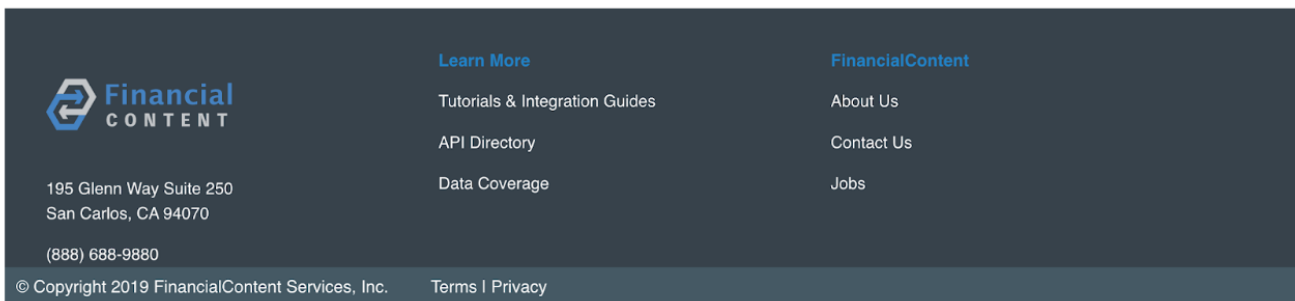 Financial
CONTENT
195 Glenn Way Suite 250
San Carlos, CA 94070
(888) 688-9880
Learn More
Tutorials & Integration Guides
API Directory
Data Coverage
FinancialContent
About Us
Contact Us
Jobs
© Copyright 2019 FinancialContent Services, Inc. Terms | Privacy